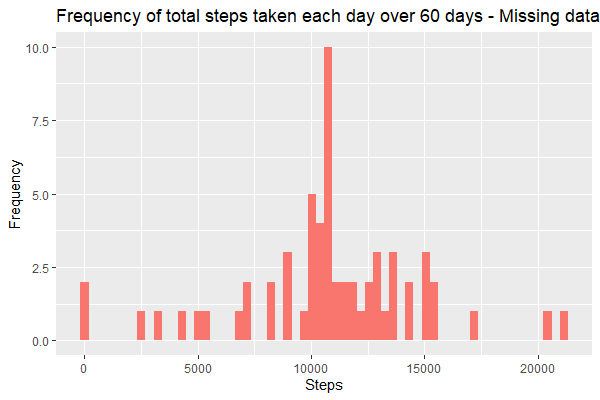 Frequency of total steps taken each day over 60 days - Missing data
10.0
7.5
5.0
2.5
0.0
Frequency
0 5000 10000 15000 20000
Steps